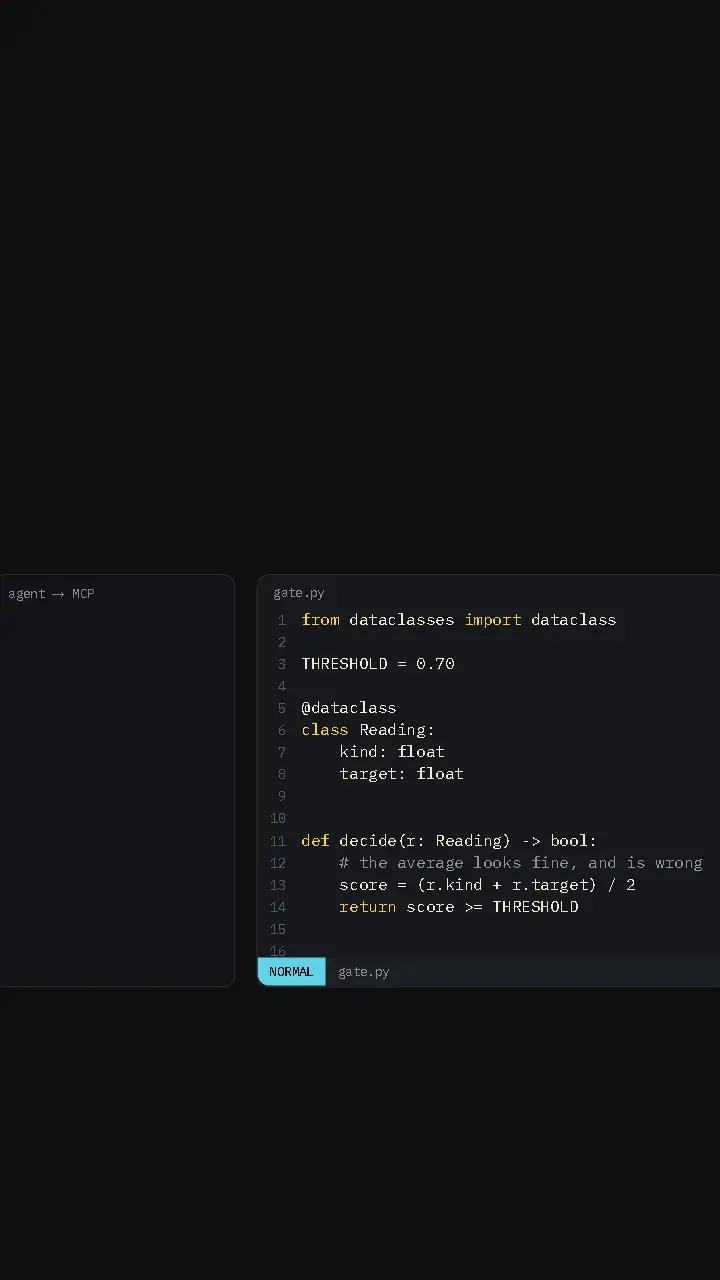 agent → MCP
gate.py
1 from dataclasses import dataclass
2
3 THRESHOLD = 0.70
4
5 @dataclass
6 class Reading:
7     kind: float
8     target: float
9
10
11 def decide(r: Reading) -> bool:
12     # the average looks fine, and is wrong
13     score = (r.kind + r.target) / 2
14     return score >= THRESHOLD
15
16
NORMAL gate.py